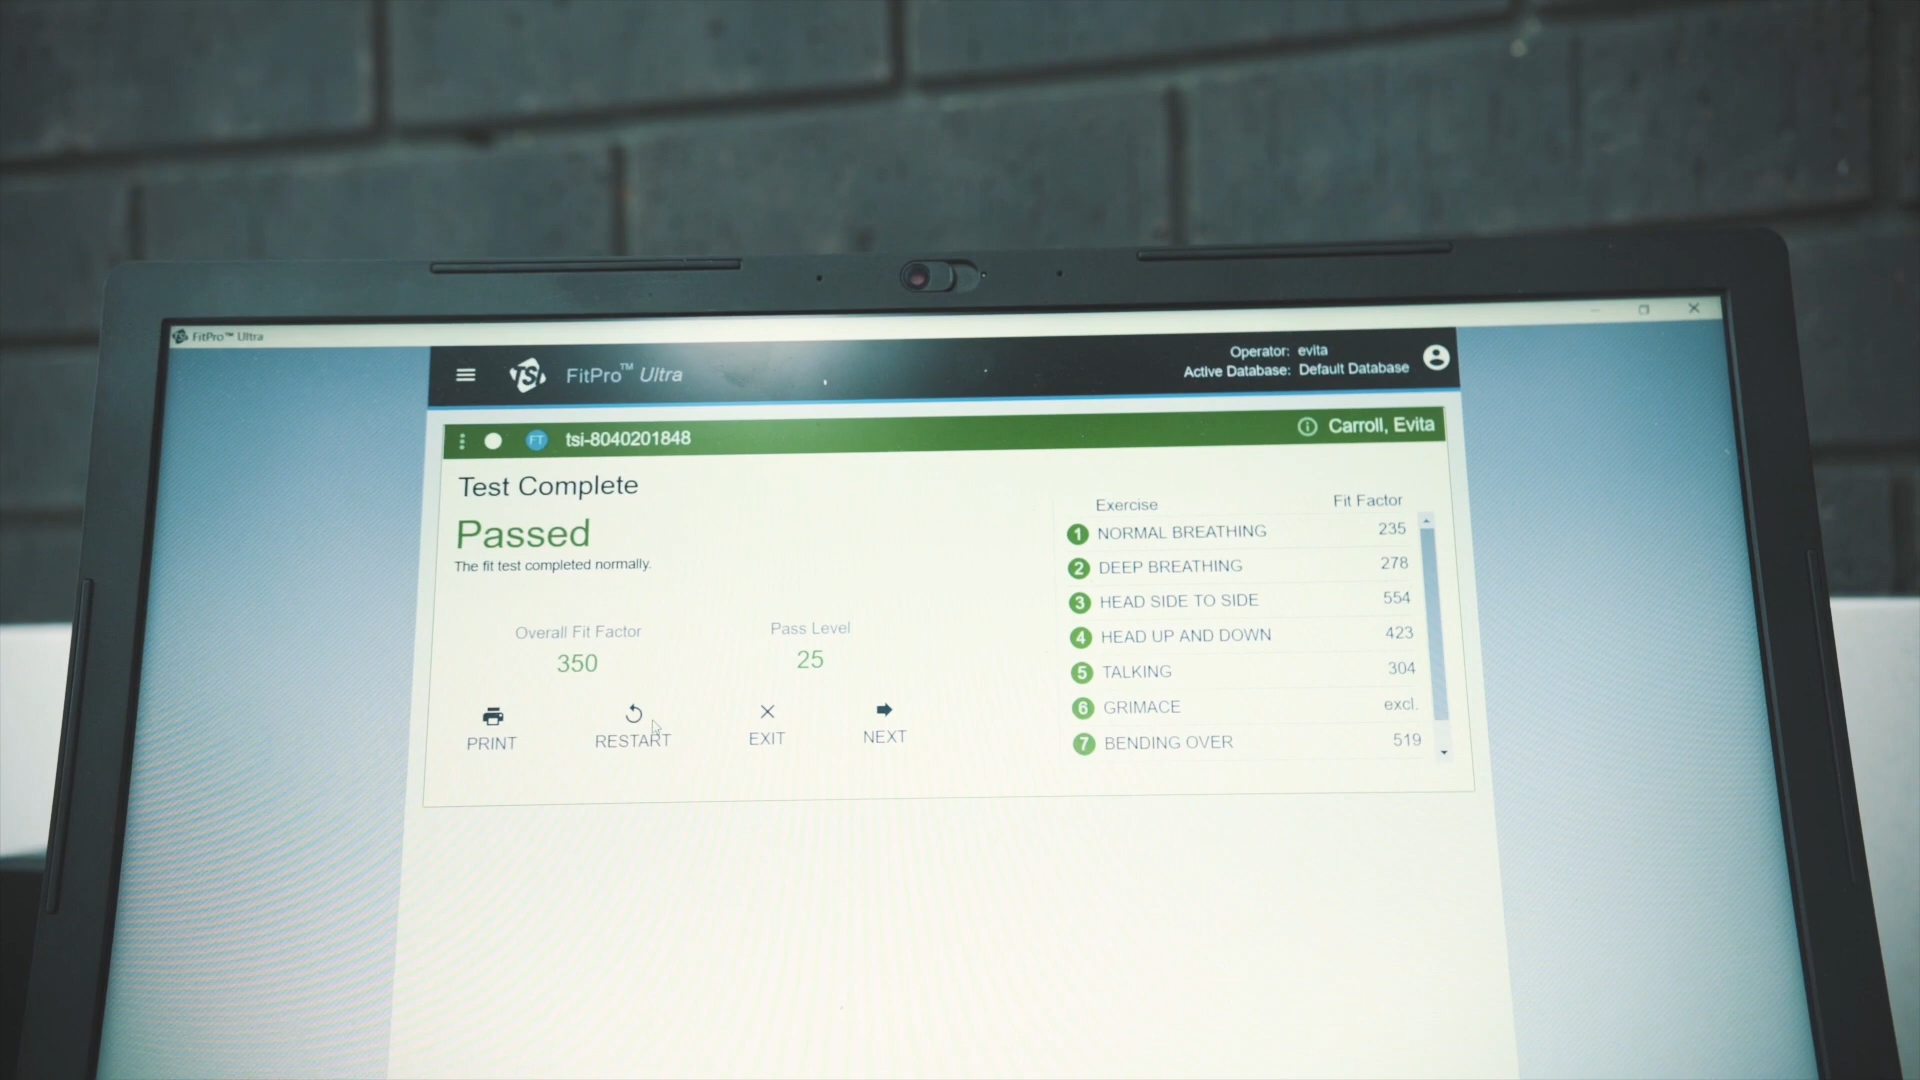 FitPro™ Ultra
TSI FitPro™ Ultra
Operator: evita
Active Database: Default Database
FT tsi-8040201848
Carroll, Evita
Test Complete
Passed
The fit test completed normally.
Overall Fit Factor Pass Level
350 25
PRINT RESTART EXIT NEXT
Exercise Fit Factor
1 NORMAL BREATHING 235
2 DEEP BREATHING 278
3 HEAD SIDE TO SIDE 554
4 HEAD UP AND DOWN 423
5 TALKING 304
6 GRIMACE excl.
7 BENDING OVER 519